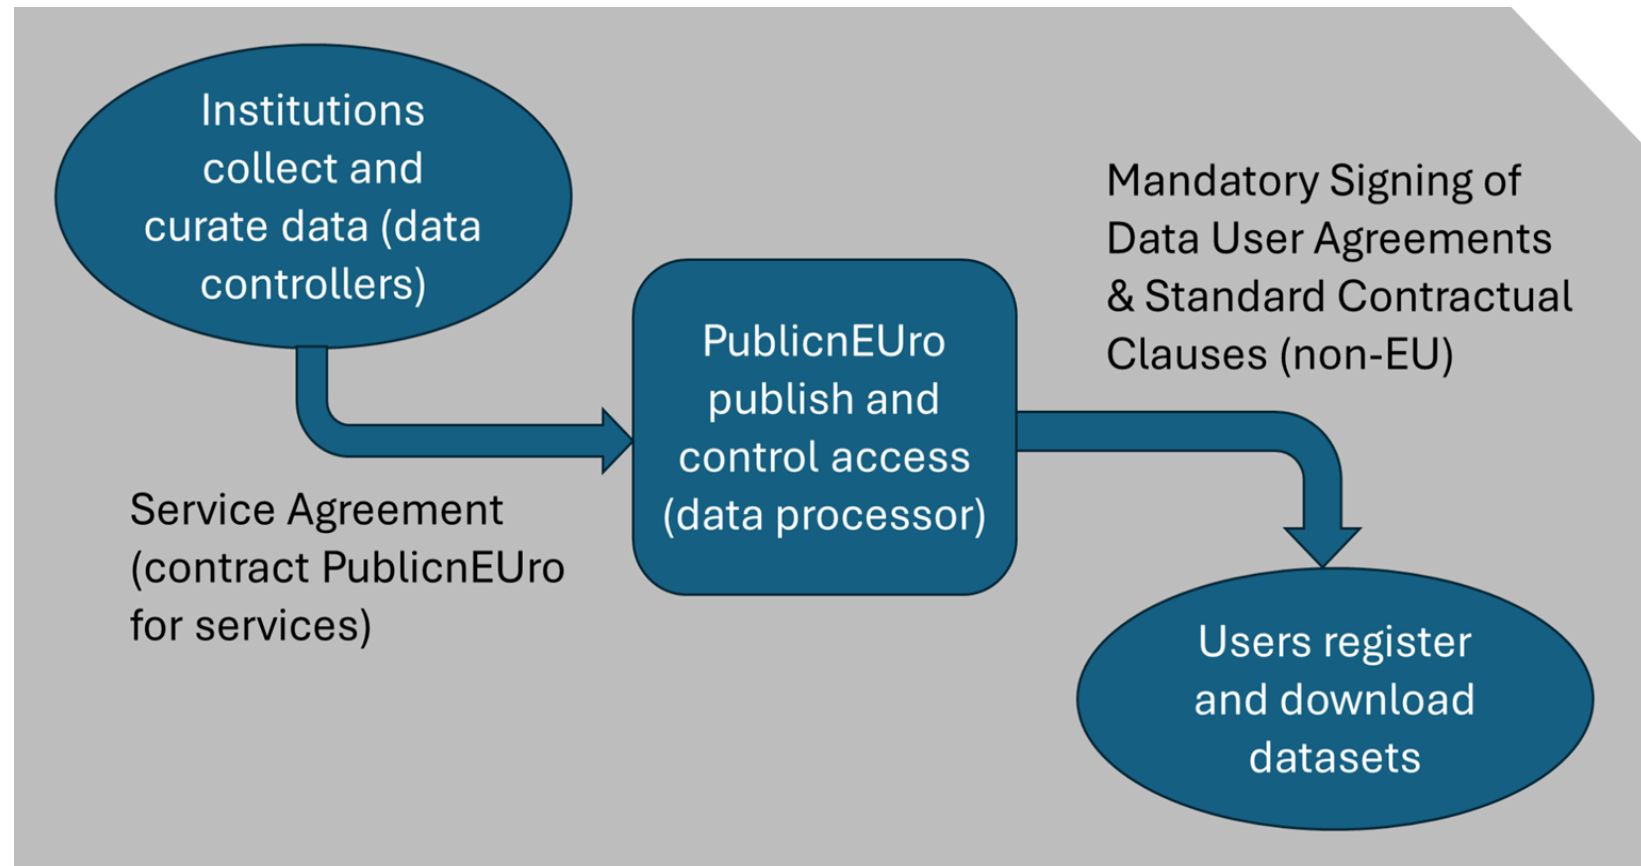 Institutions
collect and
curate data (data
controllers)
Service Agreement
(contract PublicnEUro
for services)
PublicnEUro
publish and
control access
(data processor)
Mandatory Signing of
Data User Agreements
& Standard Contractual
Clauses (non-EU)
Users register
and download
datasets